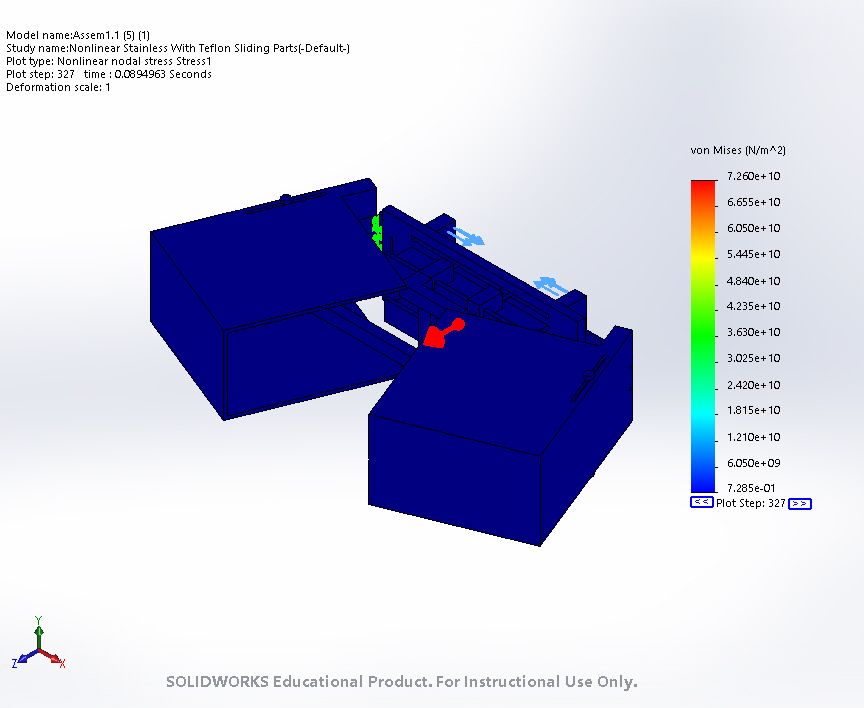 Model name:Assem1.1 (5) (1)
Study name:Nonlinear Stainless With Teflon Sliding Parts(-Default-)
Plot type: Nonlinear nodal stress Stress1
Plot step: 327 time : 0.0894963 Seconds
Deformation scale: 1
von Mises (N/m^2)
7.260e+10
6.655e+10
6.050e+10
5.445e+10
4.840e+10
4.235e+10
3.630e+10
3.025e+10
2.420e+10
1.815e+10
1.210e+10
6.050e+09
7.285e-01
<< Plot Step: 327 >>
Y
Z X
SOLIDWORKS Educational Product. For Instructional Use Only.